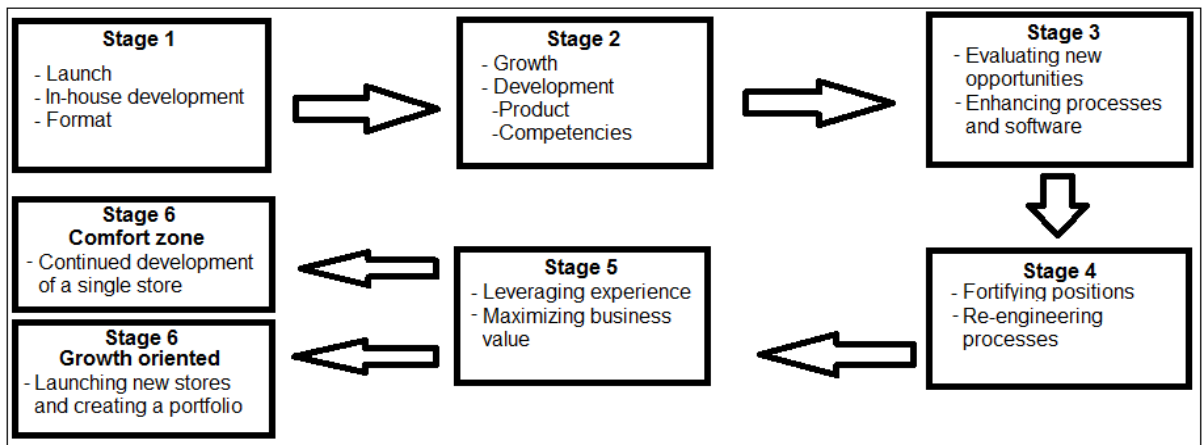 Stage 1
- Launch
- In-house development
- Format
Stage 2
- Growth
- Development
-Product
-Competencies
Stage 3
- Evaluating new
opportunities
- Enhancing processes
and software
Stage 4
- Fortifying positions
- Re-engineering
processes
Stage 5
- Leveraging experience
- Maximizing business
value
Stage 6
Comfort zone
- Continued development
of a single store
Stage 6
Growth oriented
- Launching new stores
and creating a portfolio